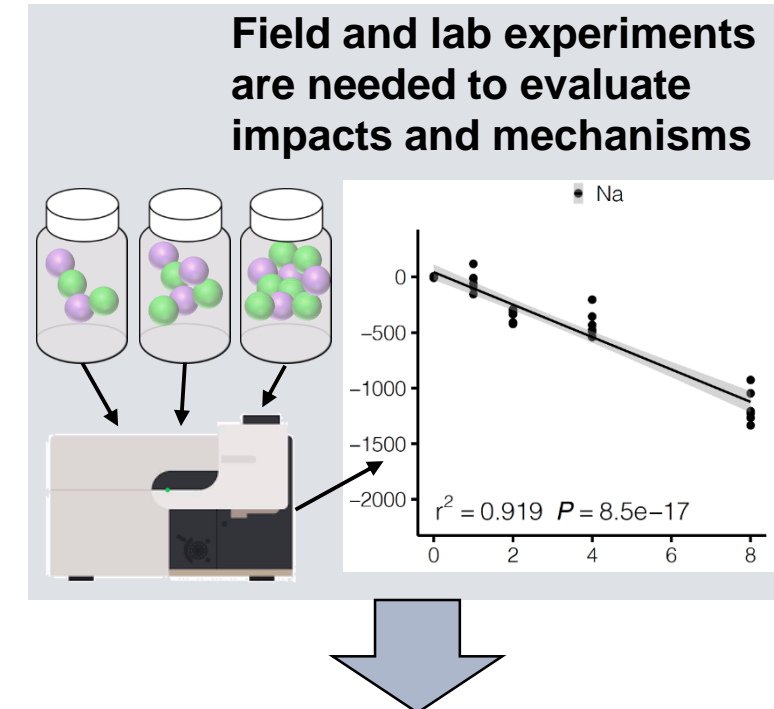 Field and lab experiments
are needed to evaluate
impacts and mechanisms
Na
0
−500
−1000
−1500
−2000
r² = 0.919 P = 8.5e−17
0 2 4 6 8